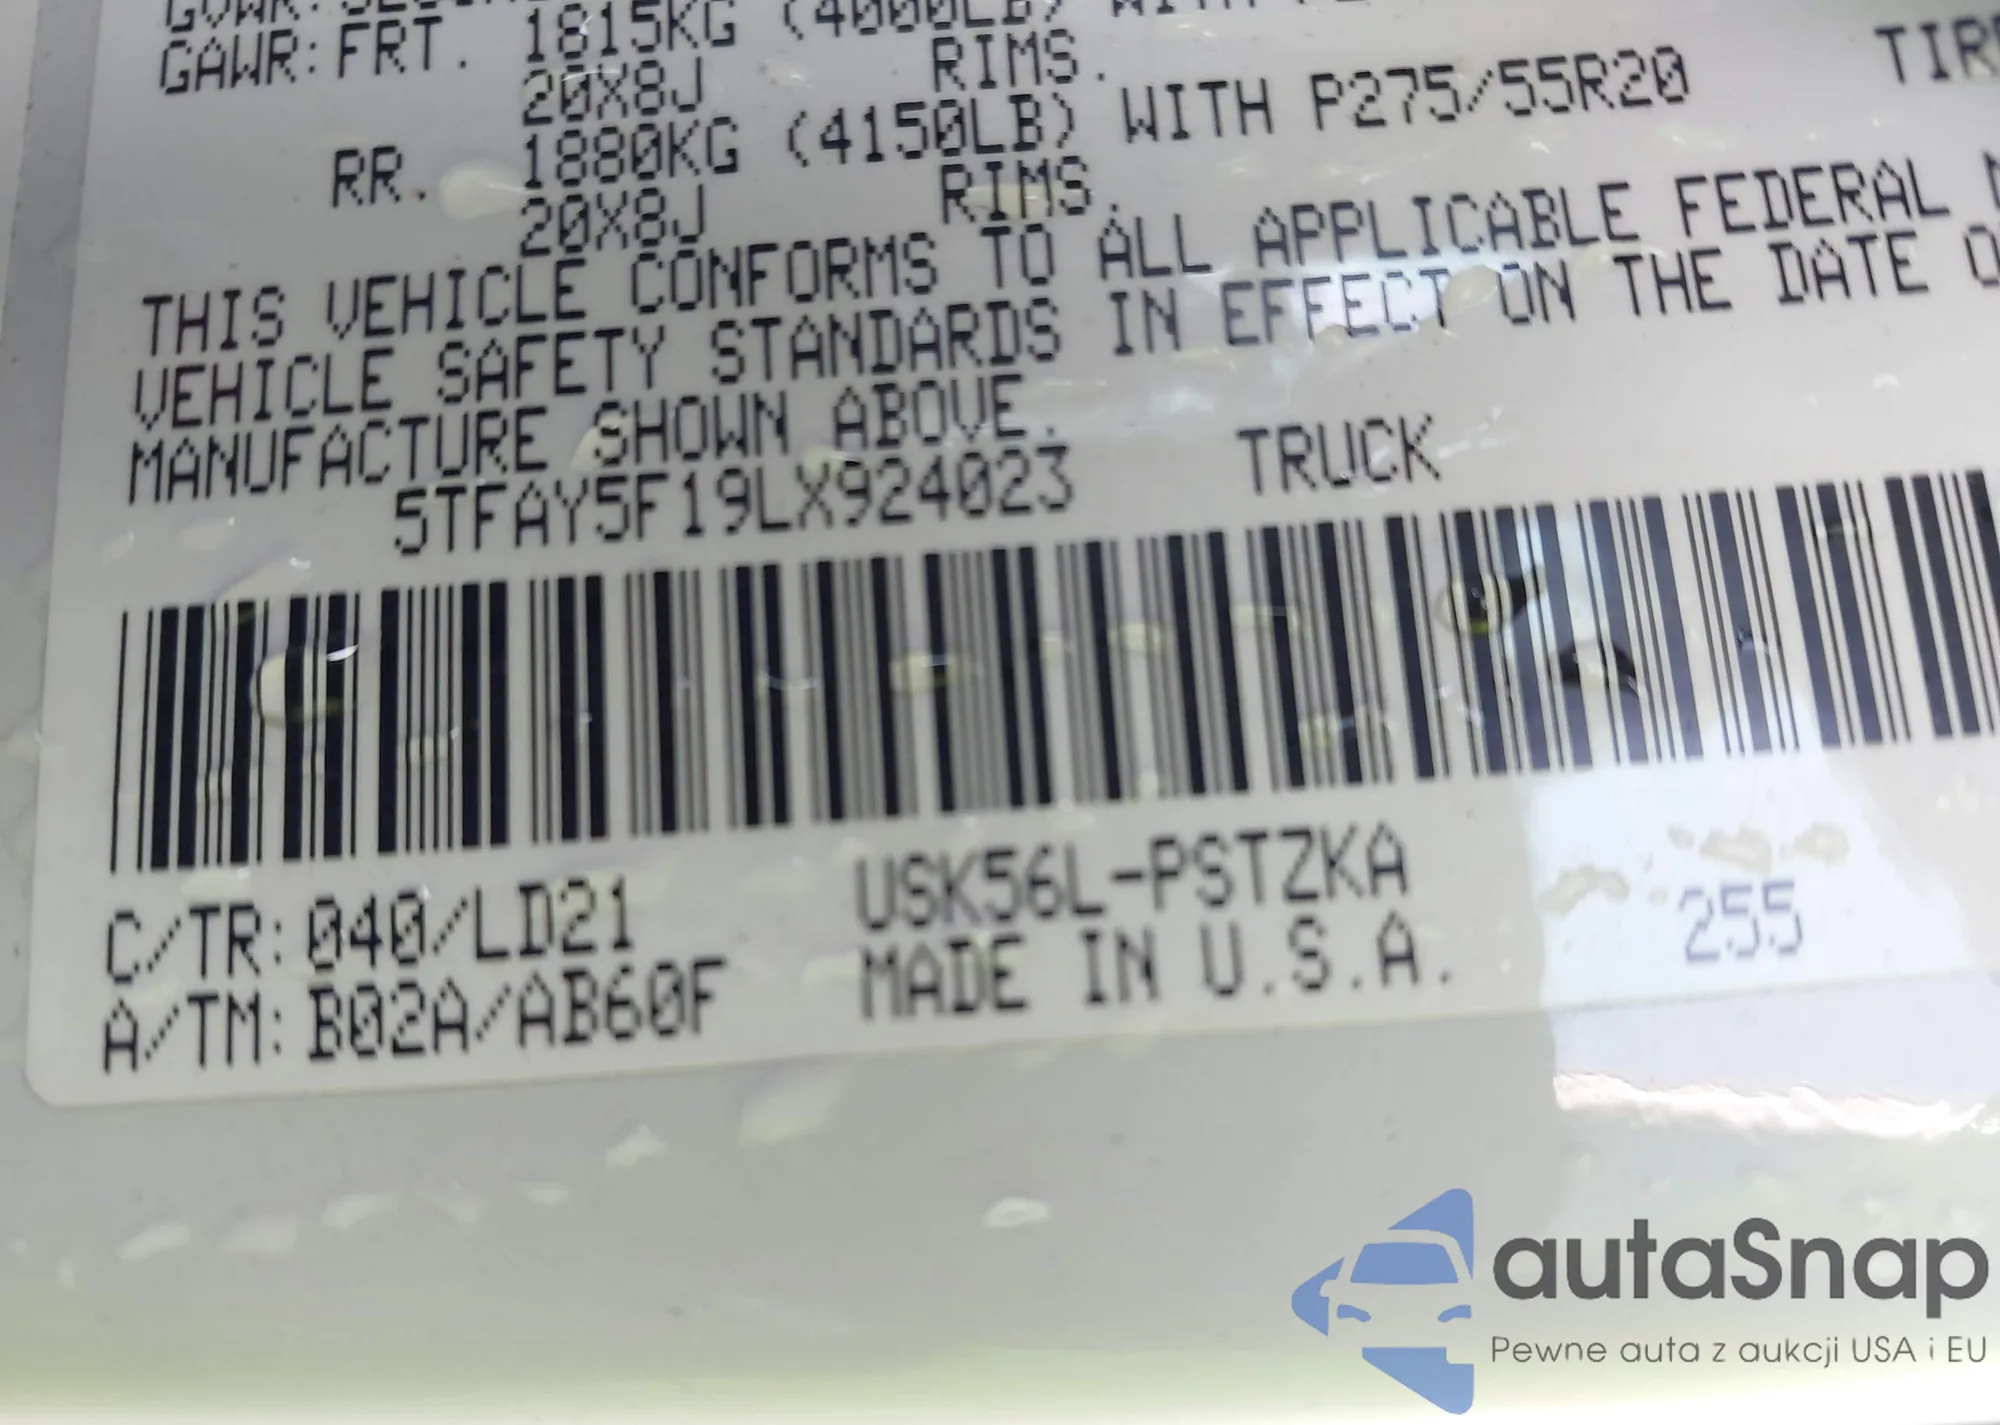 GAWR:FRT. 1815KG (4000LB) WITH
20X8J RIMS. TIR
RR. 1880KG (4150LB) WITH P275/55R20
20X8J RIMS.
THIS VEHICLE CONFORMS TO ALL APPLICABLE FEDERAL
VEHICLE SAFETY STANDARDS IN EFFECT ON THE DATE O
MANUFACTURE SHOWN ABOVE.
5TFAY5F19LX924023 TRUCK
C/TR: 040/LD21 USK56L-PSTZKA
A/TM: B02A/AB60F MADE IN U.S.A. 255
autaSnap
Pewne auta z aukcji USA i EU